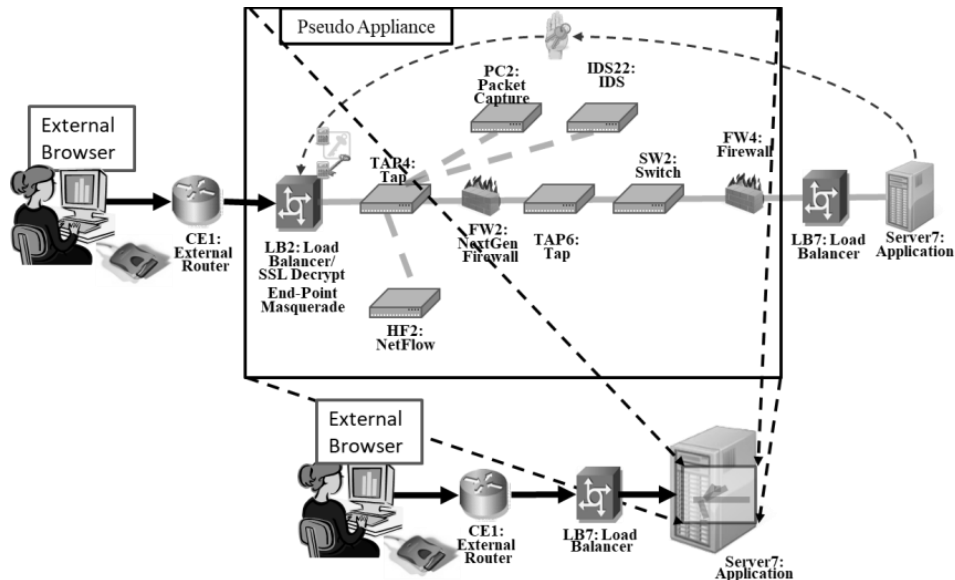 Pseudo Appliance
PC2:
Packet
Capture
IDS22:
IDS
External
Browser
TAP4:
Tap
SW2:
Switch
FW4:
Firewall
CE1:
External
Router
LB2: Load
Balancer/
SSL Decrypt
End-Point
Masquerade
FW2:
NextGen
Firewall
TAP6:
Tap
LB7: Load
Balancer
Server7:
Application
HF2:
NetFlow
External
Browser
CE1:
External
Router
LB7: Load
Balancer
Server7:
Application